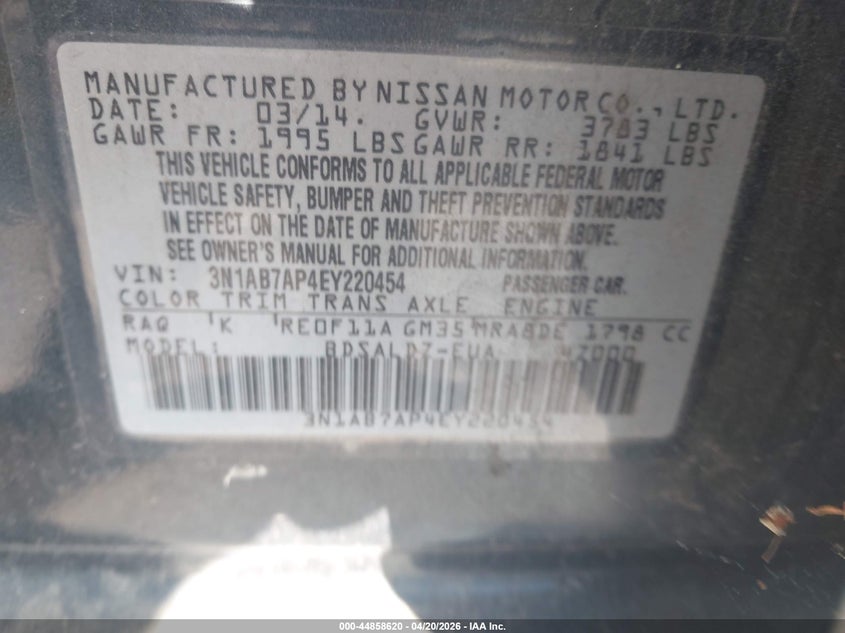 MANUFACTURED BY NISSAN MOTOR CO., LTD.
DATE: 03/14. GVWR: 3783 LBS
GAWR FR: 1995 LBS GAWR RR: 1841 LBS
THIS VEHICLE CONFORMS TO ALL APPLICABLE FEDERAL MOTOR
VEHICLE SAFETY, BUMPER AND THEFT PREVENTION STANDARDS
IN EFFECT ON THE DATE OF MANUFACTURE SHOWN ABOVE.
SEE OWNER'S MANUAL FOR ADDITIONAL INFORMATION.
VIN: 3N1AB7AP4EY220454 PASSENGER CAR.
COLOR TRIM TRANS AXLE ENGINE
RAQ K RE0F11A GM35 MRA8DE 1798 CC
MODEL: BDSALDZ-EUA
3N1AB7AP4EY220454
000-44858620 - 04/20/2026 - IAA Inc.